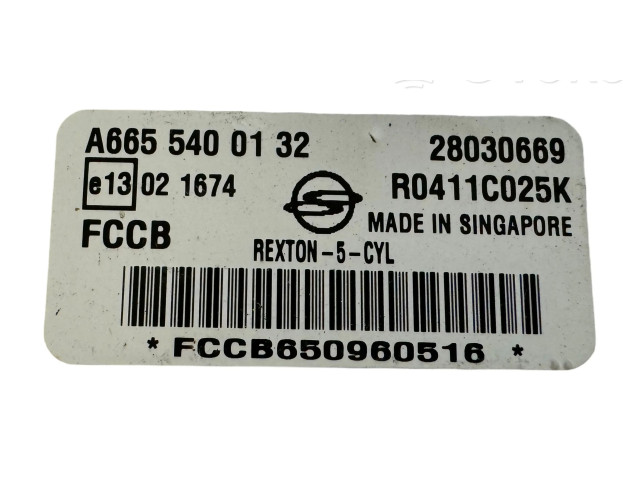 A665 540 01 32 28030669
e13 02 1674 R0411C025K
FCCB MADE IN SINGAPORE
REXTON-5-CYL
* FCCB650960516 *